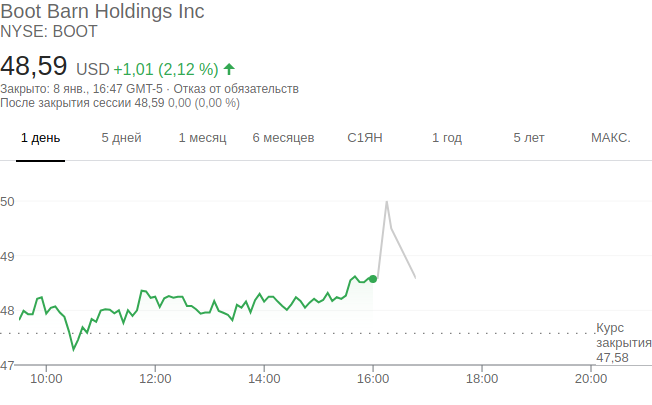 Boot Barn Holdings Inc
NYSE: BOOT
48,59 USD +1,01 (2,12 %)
Закрыто: 8 янв., 16:47 GMT-5 · Отказ от обязательств
После закрытия сессии 48,59 0,00 (0,00 %)
1 день 5 дней 1 месяц 6 месяцев С1ЯН 1 год 5 лет МАКС.
50
49
48
47
Курс
закрытия
47,58
10:00 12:00 14:00 16:00 18:00 20:00